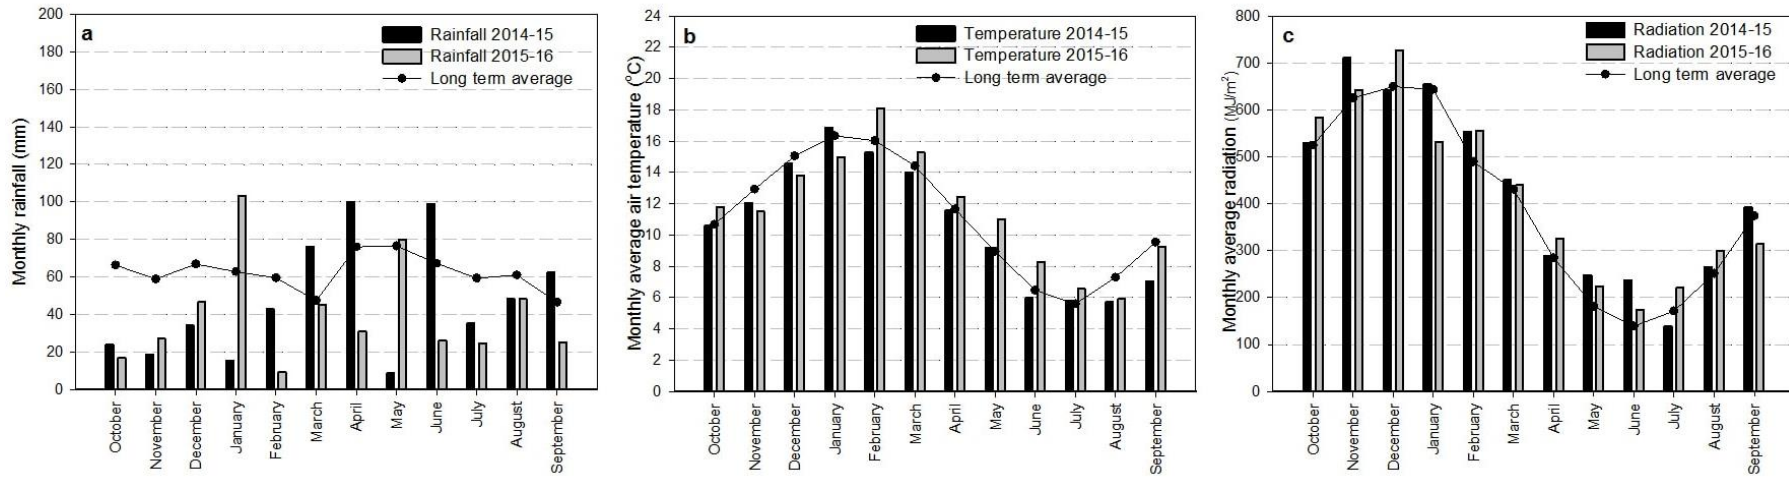 a
Rainfall 2014-15
Rainfall 2015-16
Long term average
Monthly rainfall (mm)
200
180
160
140
120
100
80
60
40
20
0
October
November
December
January
February
March
April
May
June
July
August
September
b
Temperature 2014-15
Temperature 2015-16
Long term average
Monthly average air temperature (°C)
24
22
20
18
16
14
12
10
8
6
4
2
0
October
November
December
January
February
March
April
May
June
July
August
September
c
Radiation 2014-15
Radiation 2015-16
Long term average
Monthly average radiation (MJ/m²)
800
700
600
500
400
300
200
100
0
October
November
December
January
February
March
April
May
June
July
August
September